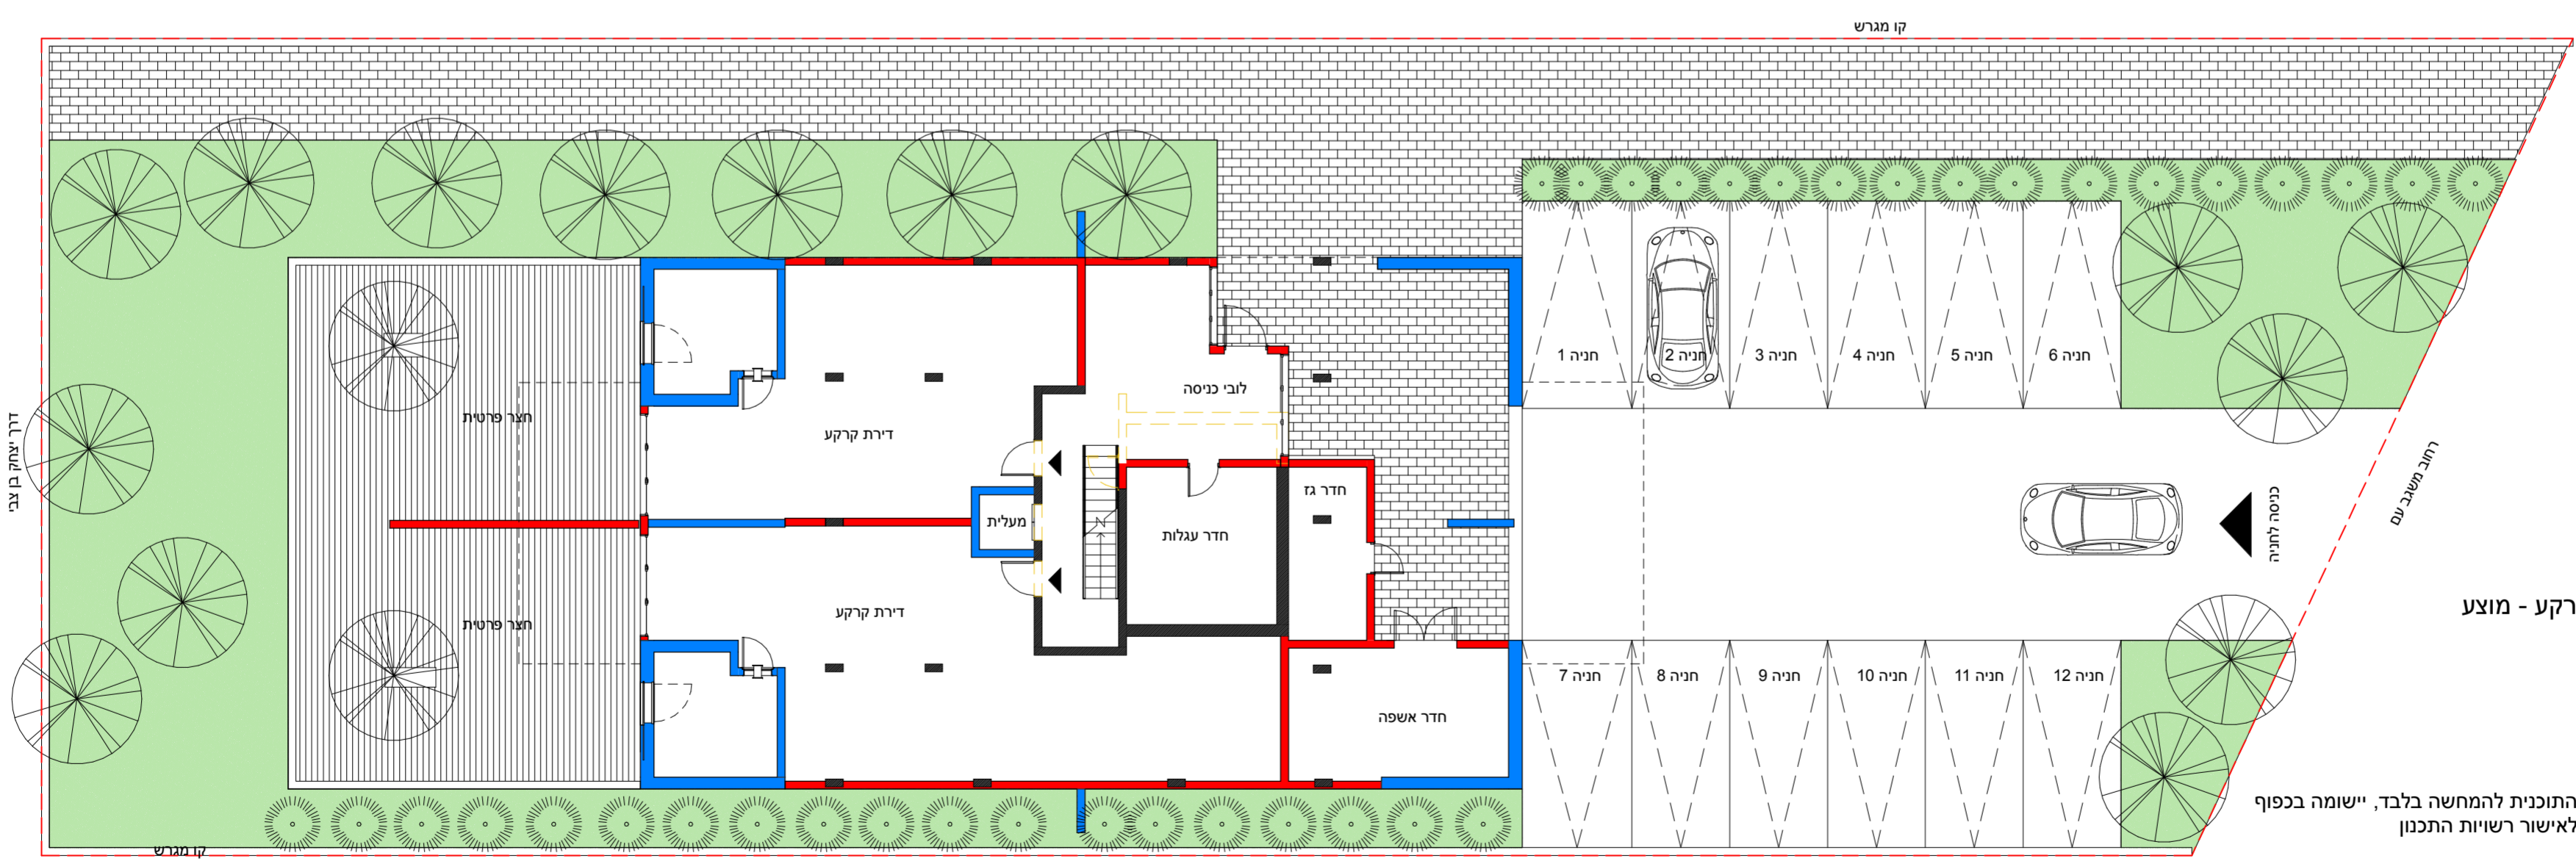 קו מגרש
חניה 1
חניה 2
חניה 3
חניה 4
חניה 5
חניה 6
לובי כניסה
חצר פרטית
דירת קרקע
דרך יצחק בן צבי
רחוב משגב עם
כניסה לחניה
חדר גז
מעלית
חדר עגלות
רקע - מוצע
דירת קרקע
חצר פרטית
חניה 7
חניה 8
חניה 9
חניה 10
חניה 11
חניה 12
חדר אשפה
התוכנית להמחשה בלבד, יישומה בכפוף
לאישור רשויות התכנון
קו מגרש